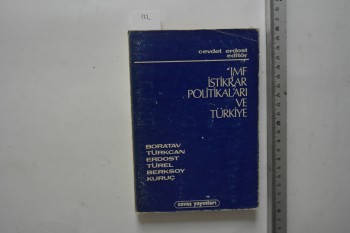 cevdet erdost
editör
"IMF
İSTİKRAR
POLİTİKALARI
VE
TÜRKİYE
BORATAV
TÜRKCAN
ERDOST
TÜREL
BERKSOY
KURUÇ
savaş yayınları